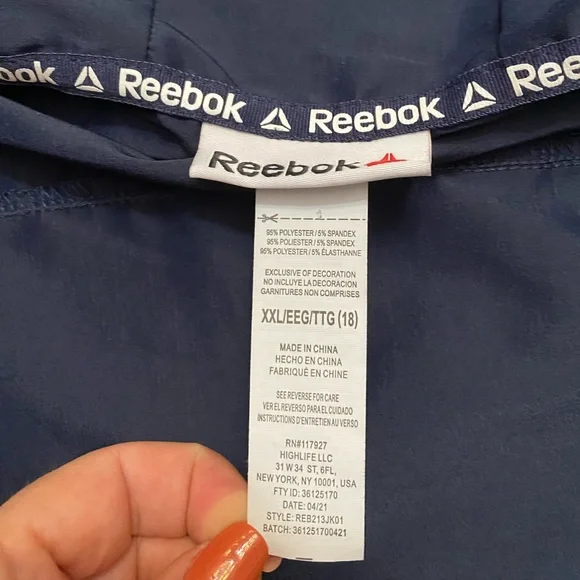 Reebok Reebok Reebok
Reebok
95% POLYESTER / 5% SPANDEX
95% POLIESTER / 5% SPANDEX
95% POLYESTER / 5% ÉLASTHANNE
EXCLUSIVE OF DECORATION
NO INCLUYE LA DECORACION
GARNITURES NON COMPRISES
XXL/EEG/TTG (18)
MADE IN CHINA
HECHO EN CHINA
FABRIQUÉ EN CHINE
SEE REVERSE FOR CARE
VER EL REVERSO PARA EL CUIDADO
INSTRUCTIONS D'ENTRETIEN AU VERSO
RN#117927
HIGHLIFE LLC
31 W 34 ST, 6FL,
NEW YORK, NY 10001, USA
FTY ID: 36125170
DATE: 04/21
STYLE: REB213JK01
BATCH: 361251700421